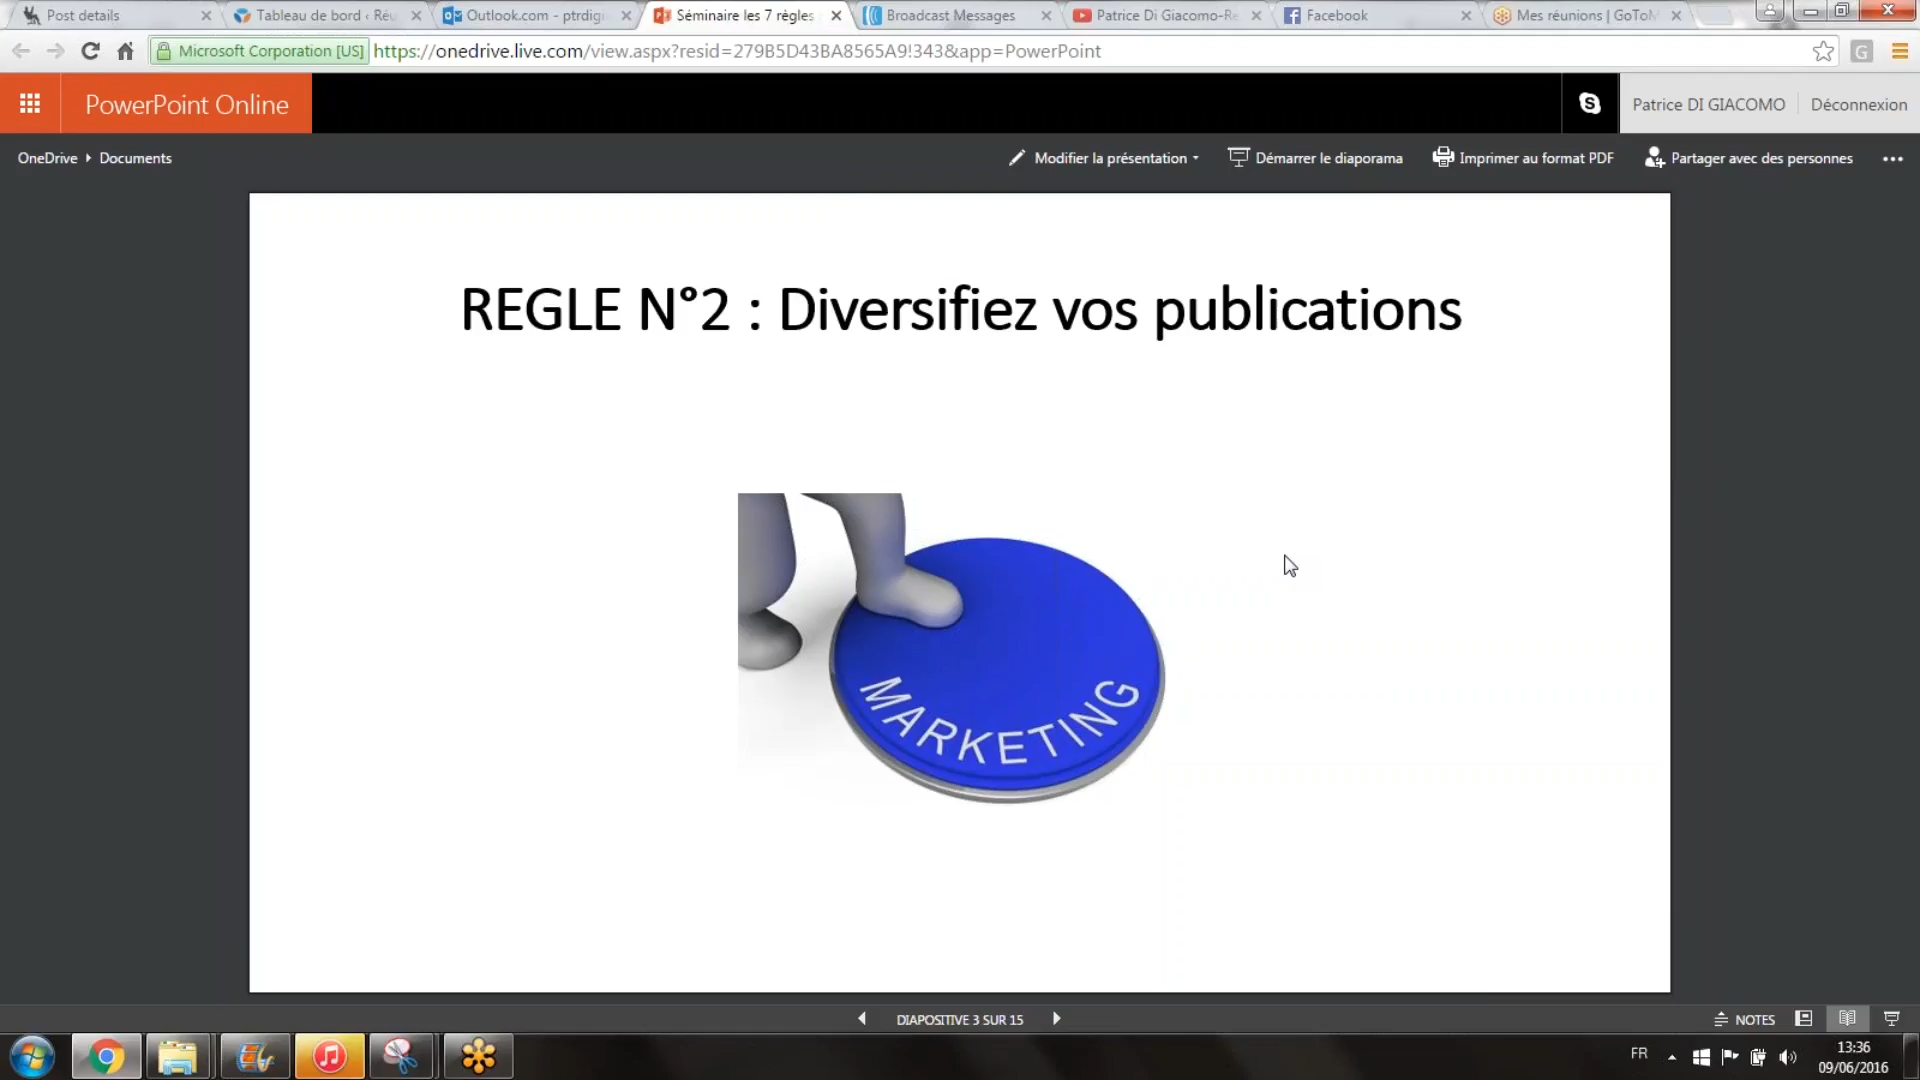 Post details
Tableau de bord ‹ Réu
Outlook.com - ptrdig
Séminaire les 7 règles
Broadcast Messages
Patrice Di Giacomo-Re
Facebook
Mes réunions | GoToM
Microsoft Corporation [US]
https://onedrive.live.com/view.aspx?resid=279B5D43BA8565A9!343&app=PowerPoint
PowerPoint Online
Patrice DI GIACOMO
Déconnexion
OneDrive
Documents
Modifier la présentation
Démarrer le diaporama
Imprimer au format PDF
Partager avec des personnes
REGLE N°2 : Diversifiez vos publications
MARKETING
DIAPOSITIVE 3 SUR 15
NOTES
FR
13:36
09/06/2016